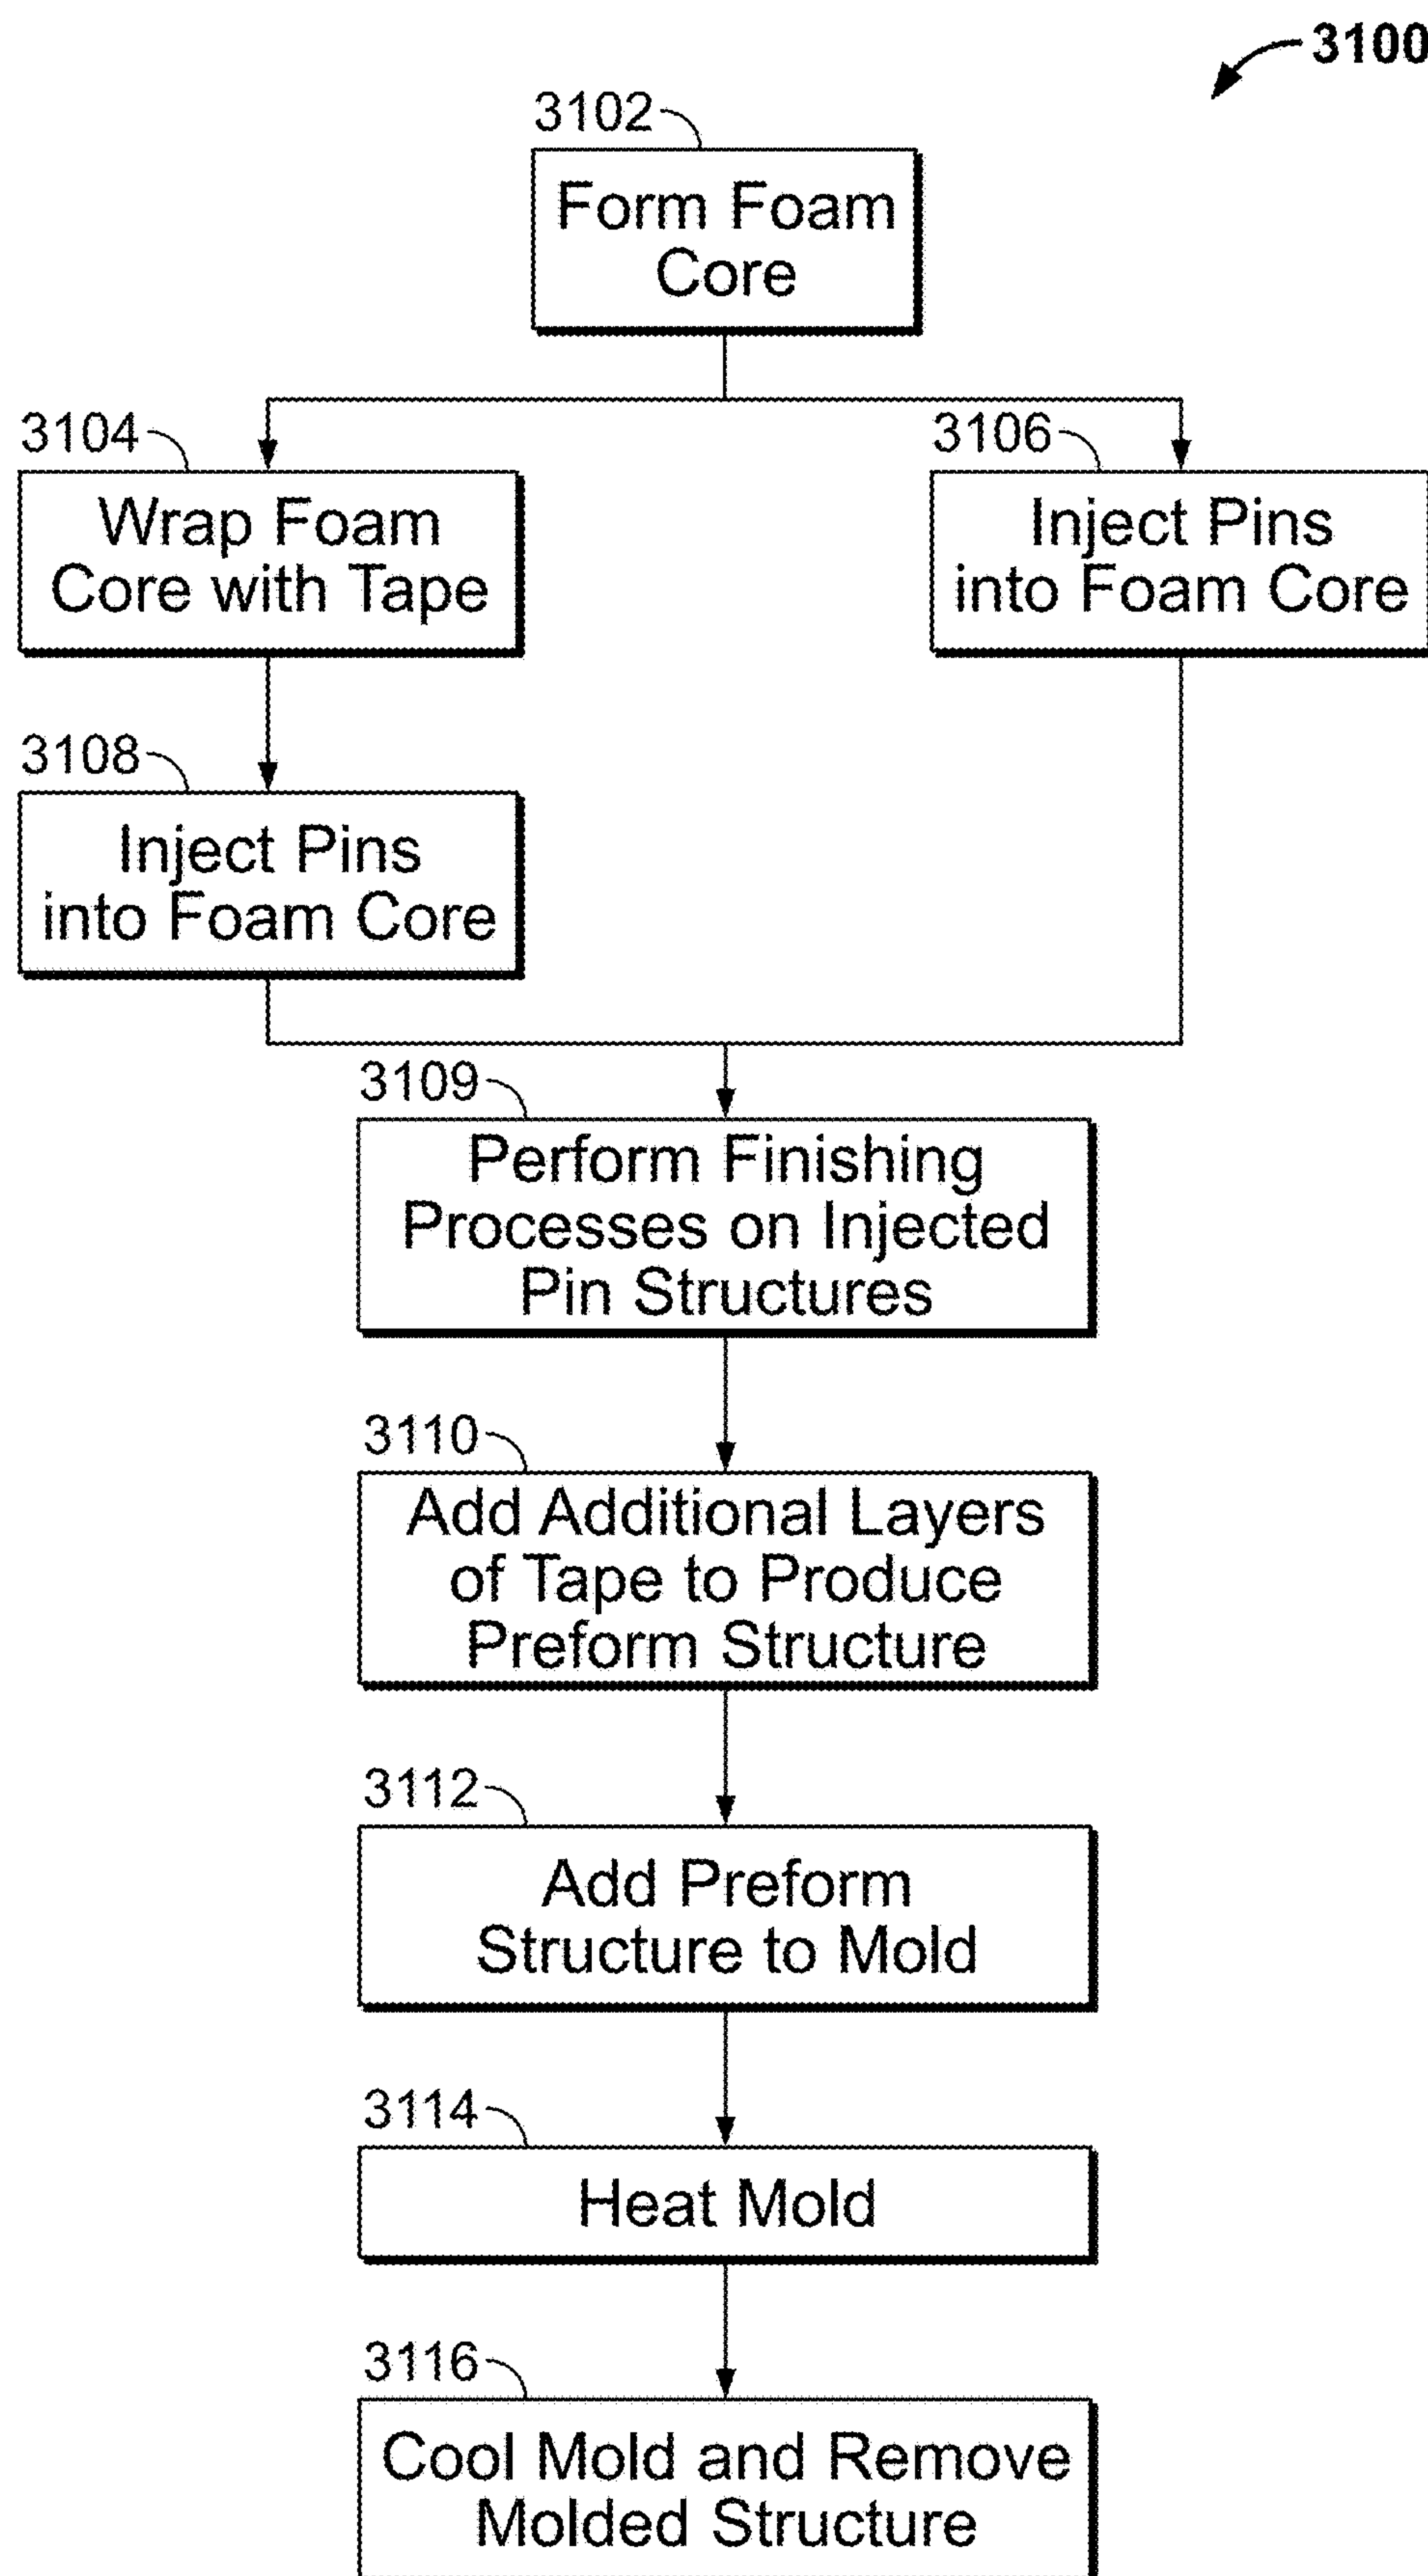 3100
3102
Form Foam
Core
3104
Wrap Foam
Core with Tape
3106
Inject Pins
into Foam Core
3108
Inject Pins
into Foam Core
3109
Perform Finishing
Processes on Injected
Pin Structures
3110
Add Additional Layers
of Tape to Produce
Preform Structure
3112
Add Preform
Structure to Mold
3114
Heat Mold
3116
Cool Mold and Remove
Molded Structure